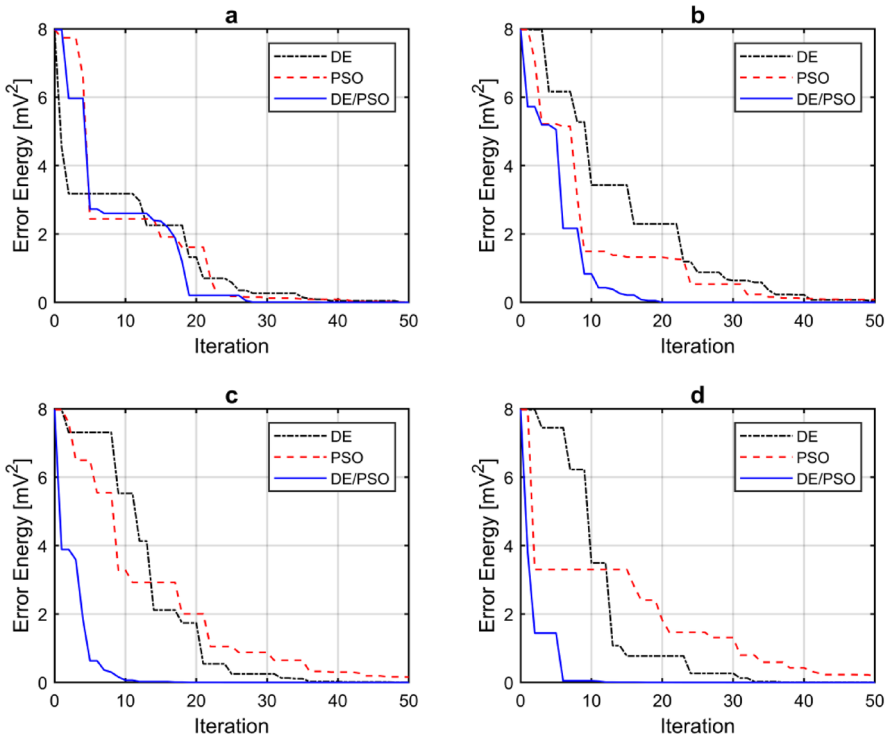 a
8
6
4
2
0
Error Energy [mV²]
DE
PSO
DE/PSO
0 10 20 30 40 50
Iteration
b
8
6
4
2
0
Error Energy [mV²]
DE
PSO
DE/PSO
0 10 20 30 40 50
Iteration
c
8
6
4
2
0
Error Energy [mV²]
DE
PSO
DE/PSO
0 10 20 30 40 50
Iteration
d
8
6
4
2
0
Error Energy [mV²]
DE
PSO
DE/PSO
0 10 20 30 40 50
Iteration